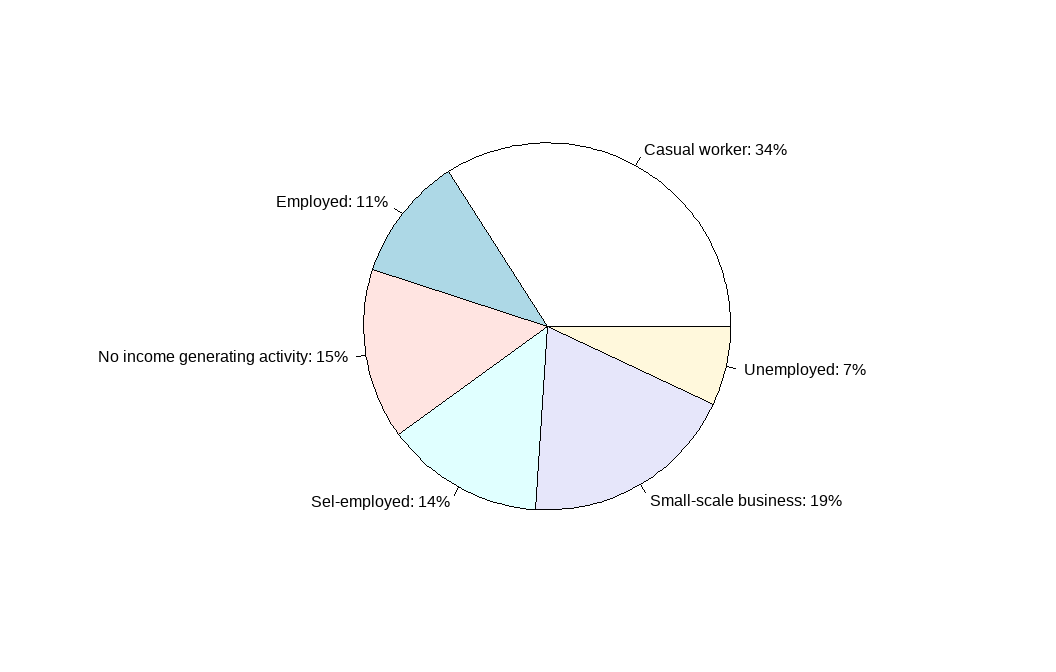 Casual worker: 34%
Employed: 11%
No income generating activity: 15%
Unemployed: 7%
Sel-employed: 14%
Small-scale business: 19%